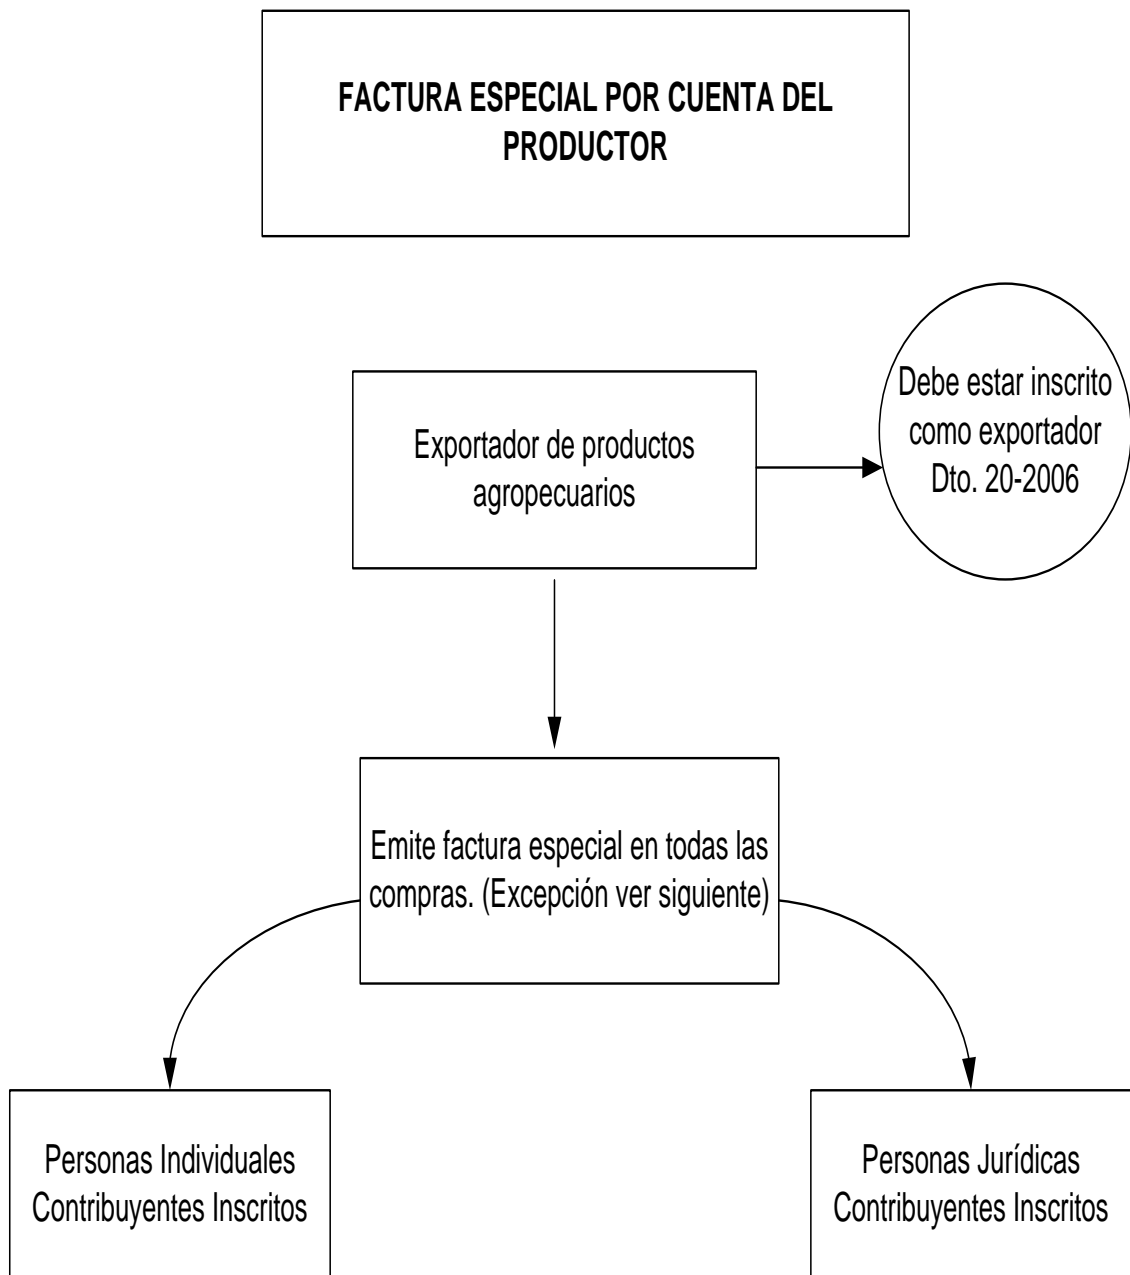 FACTURA ESPECIAL POR CUENTA DEL
PRODUCTOR
Debe estar inscrito
como exportador
Dto. 20-2006
Exportador de productos
agropecuarios
Emite factura especial en todas las
compras. (Excepción ver siguiente)
Personas Individuales
Contribuyentes Inscritos
Personas Jurídicas
Contribuyentes Inscritos